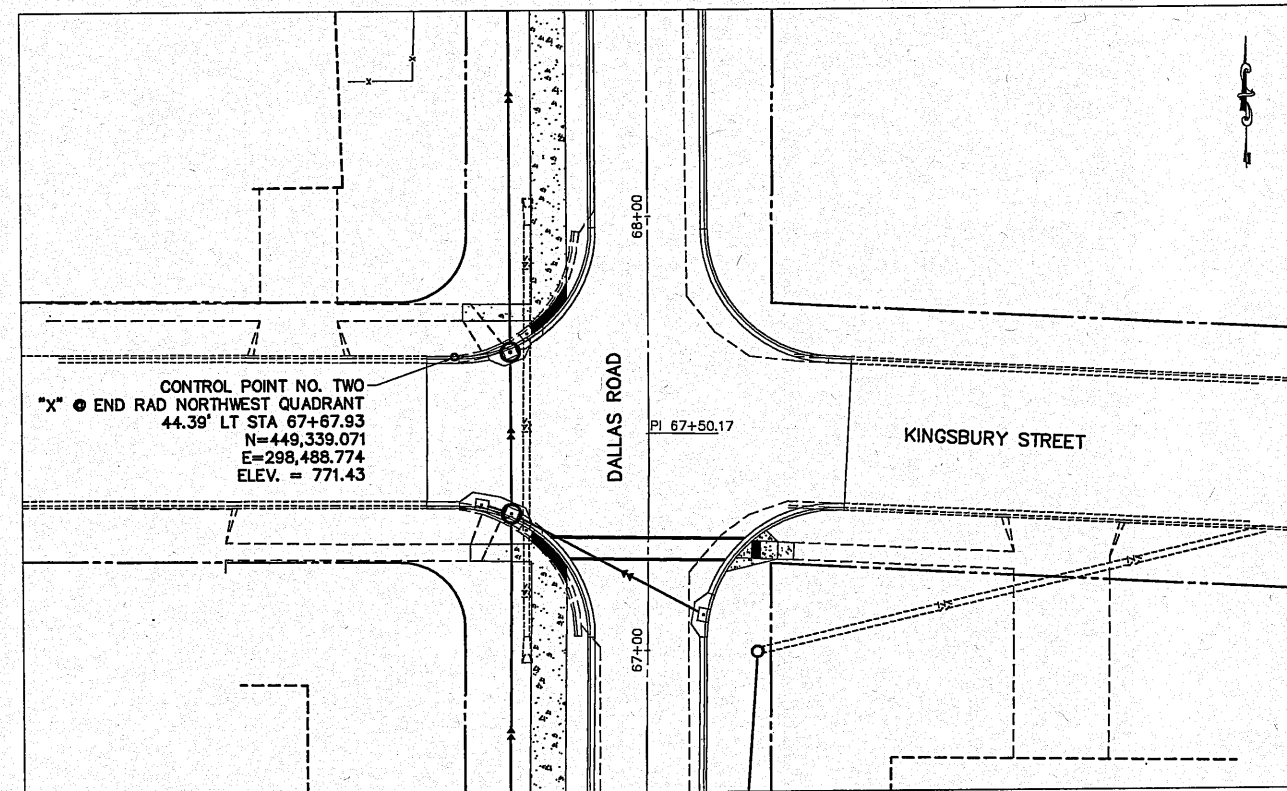 68+00
CONTROL POINT NO. TWO
"X" @ END RAD NORTHWEST QUADRANT
44.39' LT STA 67+67.93
N=449,339.071
E=298,488.774
ELEV. = 771.43
DALLAS ROAD
PI 67+50.17
KINGSBURY STREET
67+00